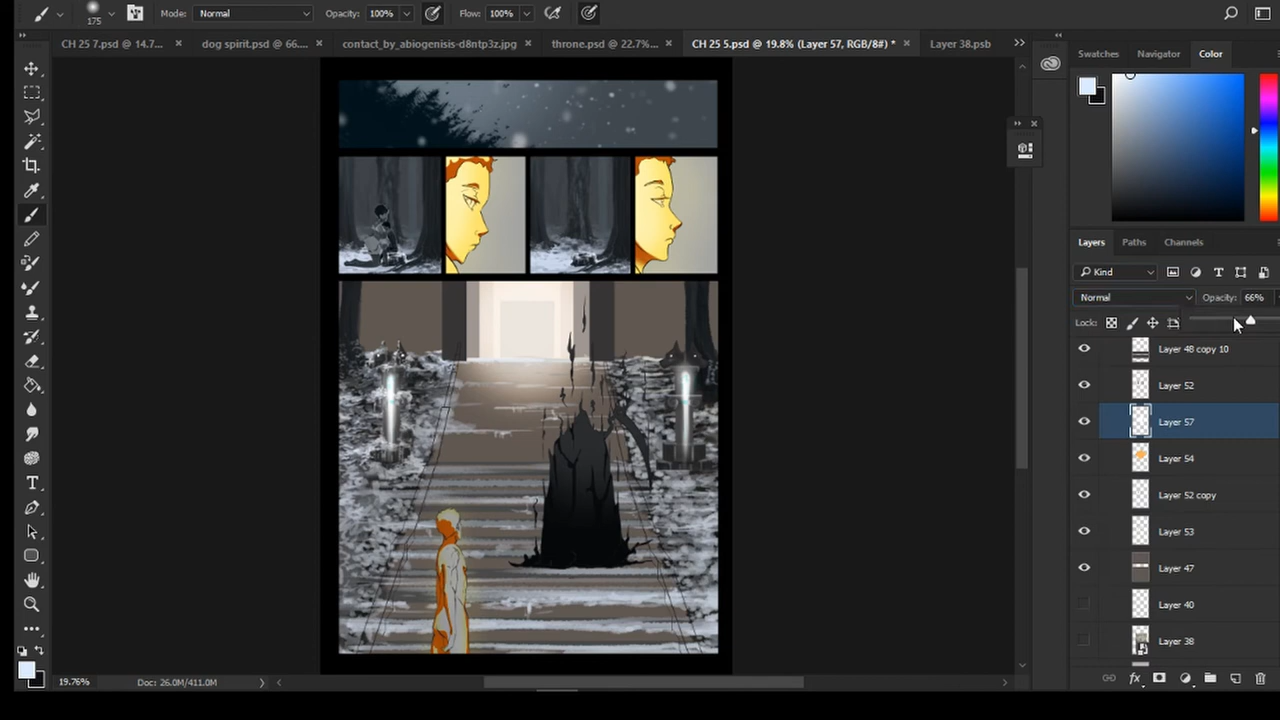 175 Mode: Normal Opacity: 100% Flow: 100%
CH 25 7.psd @ 14.7... × dog spirit.psd @ 66.... × contact_by_abiogenisis-d8ntp3z.jpg × throne.psd @ 22.7%... × CH 25 5.psd @ 19.8% (Layer 57, RGB/8#) * × Layer 38.psb
Swatches Navigator Color
Layers Paths Channels
Kind
Normal Opacity: 66%
Lock:
Layer 48 copy 10
Layer 52
Layer 57
Layer 54
Layer 52 copy
Layer 53
Layer 47
Layer 40
Layer 38
19.76% Doc: 26.0M/411.0M